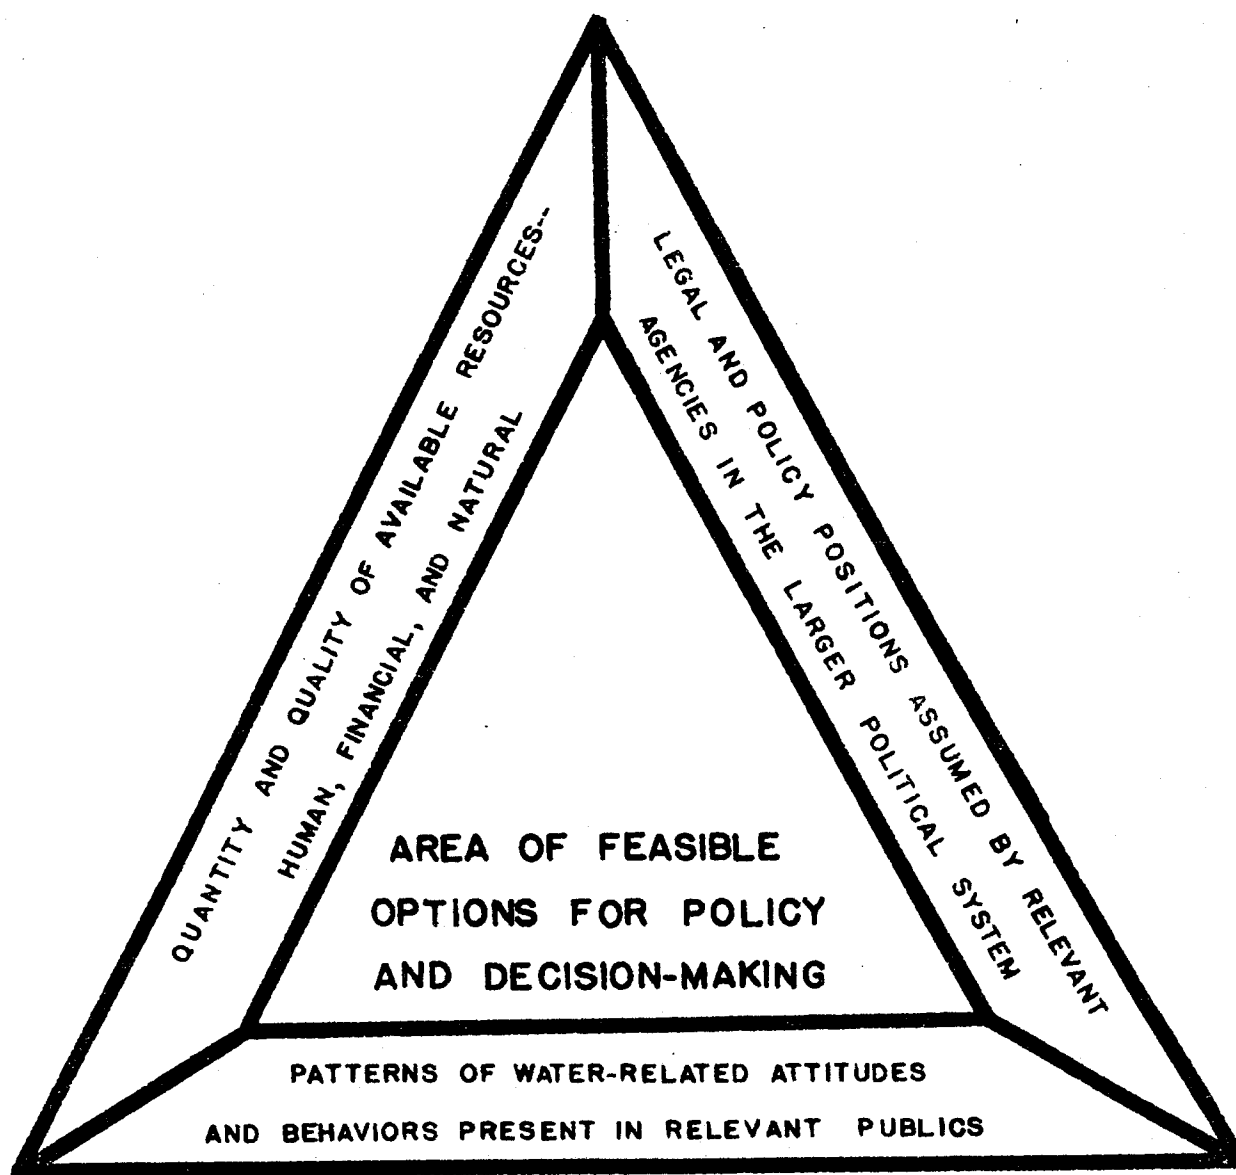 QUANTITY AND QUALITY OF AVAILABLE RESOURCES--
HUMAN, FINANCIAL, AND NATURAL
LEGAL AND POLICY POSITIONS ASSUMED BY RELEVANT
AGENCIES IN THE LARGER POLITICAL SYSTEM
AREA OF FEASIBLE
OPTIONS FOR POLICY
AND DECISION-MAKING
PATTERNS OF WATER-RELATED ATTITUDES
AND BEHAVIORS PRESENT IN RELEVANT PUBLICS